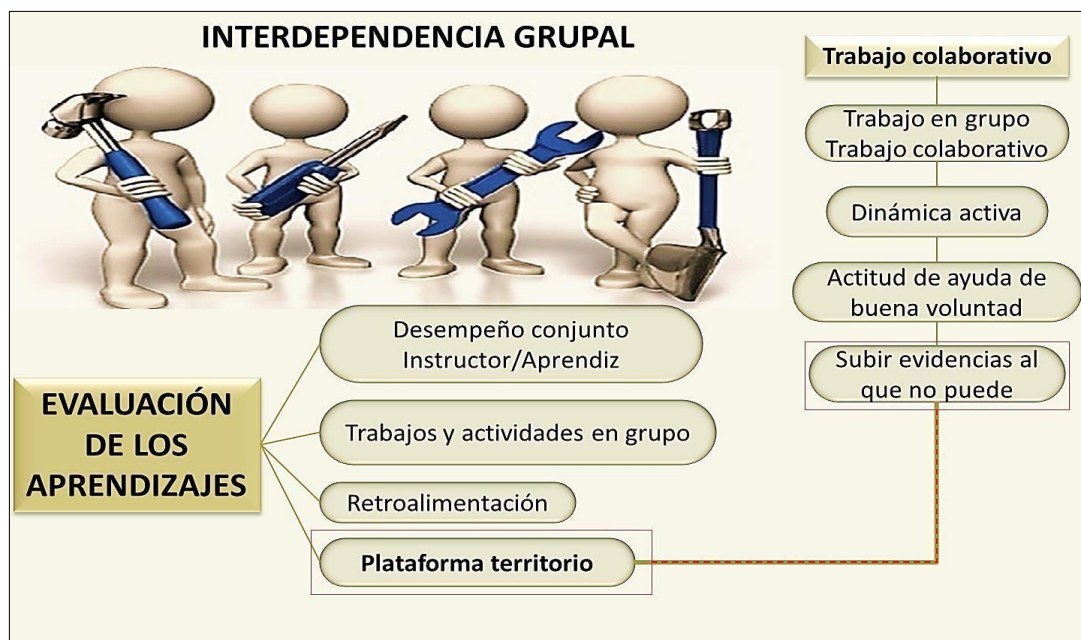 INTERDEPENDENCIA GRUPAL
Trabajo colaborativo
Trabajo en grupo
Trabajo colaborativo
Dinámica activa
Actitud de ayuda de
buena voluntad
Subir evidencias al
que no puede
EVALUACIÓN
DE LOS
APRENDIZAJES
Desempeño conjunto
Instructor/Aprendiz
Trabajos y actividades en grupo
Retroalimentación
Plataforma territorio